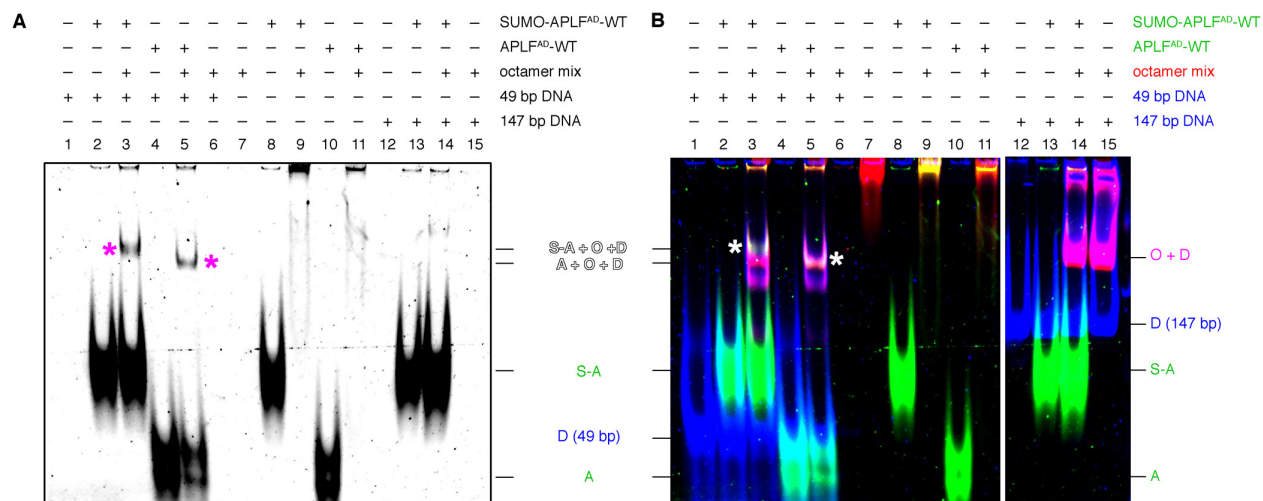 A
– + + – – – – + – – – – + + – SUMO-APLFᴬᴰ-WT
– – – + + – – – – + + – – – – APLFᴬᴰ-WT
– – + – + + + – + – + – – + + octamer mix
+ + + + + + – – – – – – – – – 49 bp DNA
– – – – – – – – – – – + + + + 147 bp DNA
1 2 3 4 5 6 7 8 9 10 11 12 13 14 15
*
*
S-A + O +D
A + O + D
S-A
D (49 bp)
A
B
– + + – – – – + – – – – + + – SUMO-APLFᴬᴰ-WT
– – – + + – – – – + + – – – – APLFᴬᴰ-WT
– – + – + + + – + – + – – + + octamer mix
+ + + + + + – – – – – – – – – 49 bp DNA
– – – – – – – – – – – + + + + 147 bp DNA
1 2 3 4 5 6 7 8 9 10 11 12 13 14 15
*
*
O + D
D (147 bp)
S-A
A